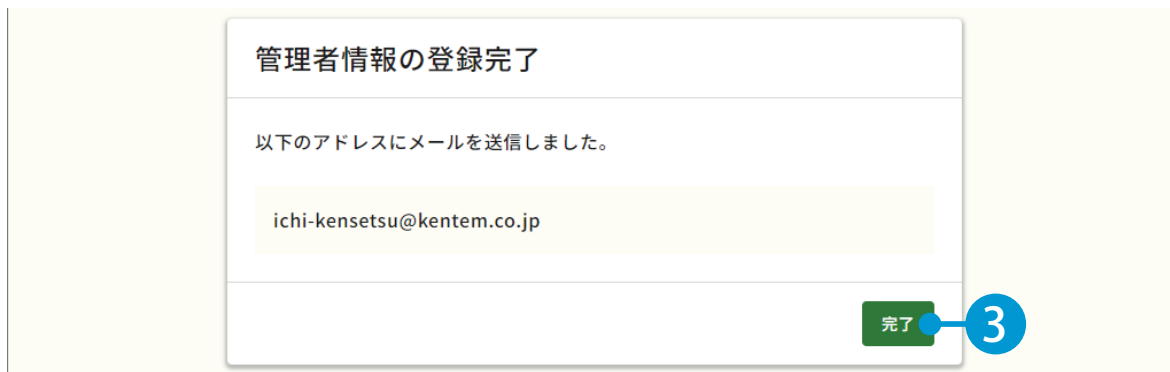 管理者情報の登録完了
以下のアドレスにメールを送信しました。
ichi-kensetsu@kentem.co.jp
完了
3